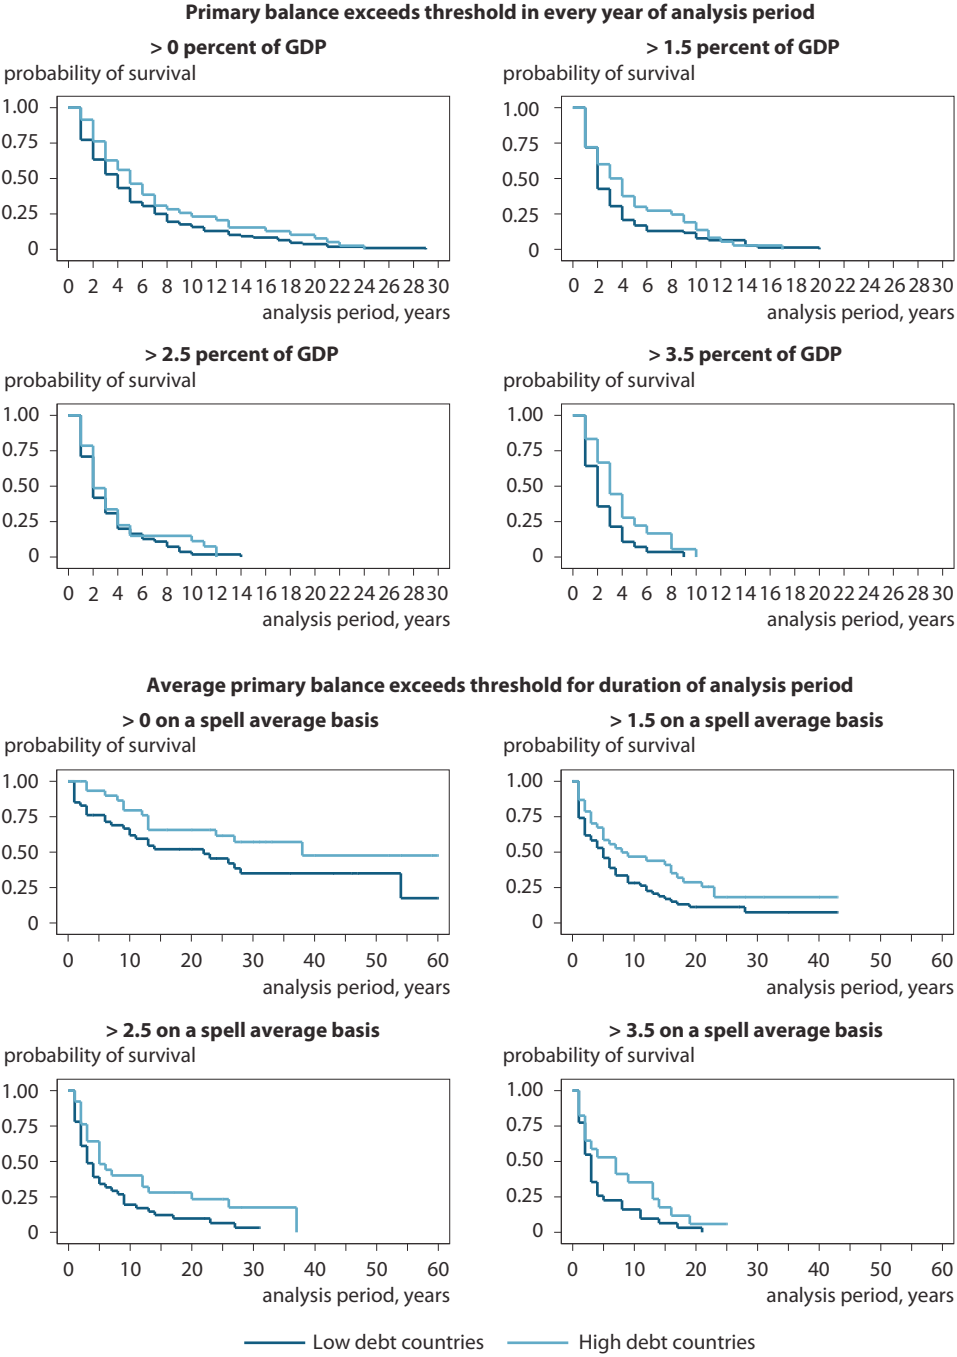 Primary balance exceeds threshold in every year of analysis period
> 0 percent of GDP
probability of survival
1.00
0.75
0.50
0.25
0
0 2 4 6 8 10 12 14 16 18 20 22 24 26 28 30
analysis period, years
> 1.5 percent of GDP
probability of survival
1.00
0.75
0.50
0.25
0
0 2 4 6 8 10 12 14 16 18 20 22 24 26 28 30
analysis period, years
> 2.5 percent of GDP
probability of survival
1.00
0.75
0.50
0.25
0
0 2 4 6 8 10 12 14 16 18 20 22 24 26 28 30
analysis period, years
> 3.5 percent of GDP
probability of survival
1.00
0.75
0.50
0.25
0
0 2 4 6 8 10 12 14 16 18 20 22 24 26 28 30
analysis period, years
Average primary balance exceeds threshold for duration of analysis period
> 0 on a spell average basis
probability of survival
1.00
0.75
0.50
0.25
0
0 10 20 30 40 50 60
analysis period, years
> 1.5 on a spell average basis
probability of survival
1.00
0.75
0.50
0.25
0
0 10 20 30 40 50 60
analysis period, years
> 2.5 on a spell average basis
probability of survival
1.00
0.75
0.50
0.25
0
0 10 20 30 40 50 60
analysis period, years
> 3.5 on a spell average basis
probability of survival
1.00
0.75
0.50
0.25
0
0 10 20 30 40 50 60
analysis period, years
Low debt countries High debt countries